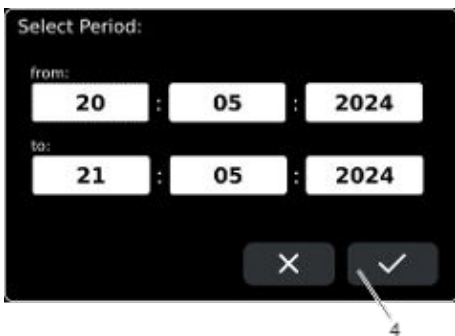 Select Period:
from:
20 : 05 : 2024
to:
21 : 05 : 2024
4